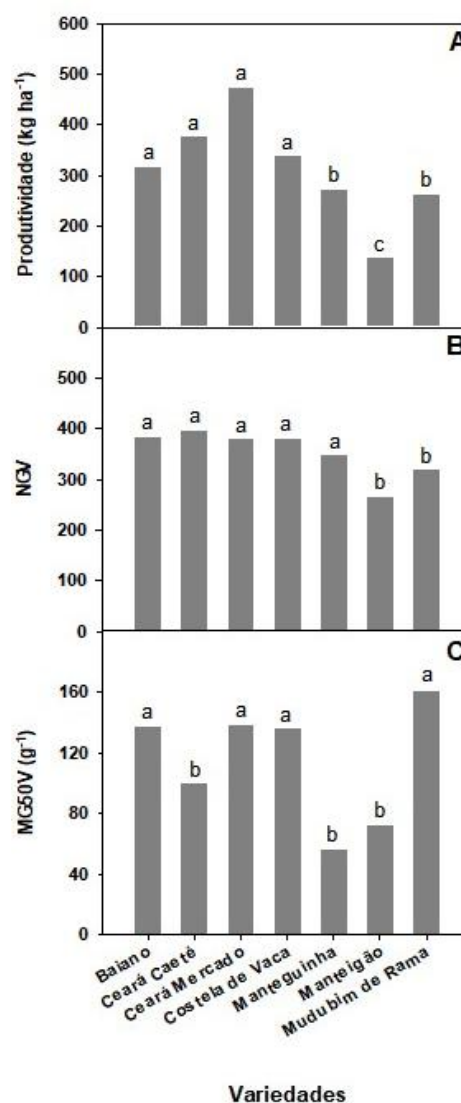 A
Produtividade (kg ha⁻¹)
600
500
400
300
200
100
0
a
a
a
a
b
c
b
B
NGV
500
400
300
200
100
0
a
a
a
a
a
b
b
C
MG50V (g⁻¹)
160
120
80
40
0
a
b
a
a
b
b
a
Baiano
Ceará Caeté
Ceará Mercado
Costela de Vaca
Manteguinha
Manteigão
Mudubim de Rama
Variedades